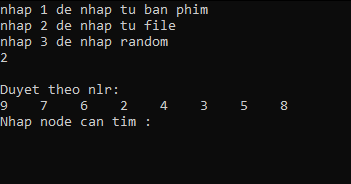 nhap 1 de nhap tu ban phim
nhap 2 de nhap tu file
nhap 3 de nhap random
2
Duyet theo nlr:
9 7 6 2 4 3 5 8
Nhap node can tim :